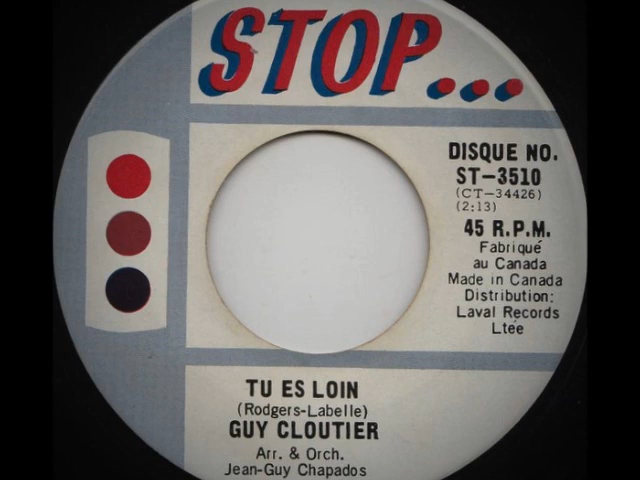 STOP...
DISQUE NO.
ST-3510
(CT-34426)
(2:13)
45 R.P.M.
Fabriqué
au Canada
Made in Canada
Distribution:
Laval Records
Ltée
TU ES LOIN
(Rodgers-Labelle)
GUY CLOUTIER
Arr. & Orch.
Jean-Guy Chapados